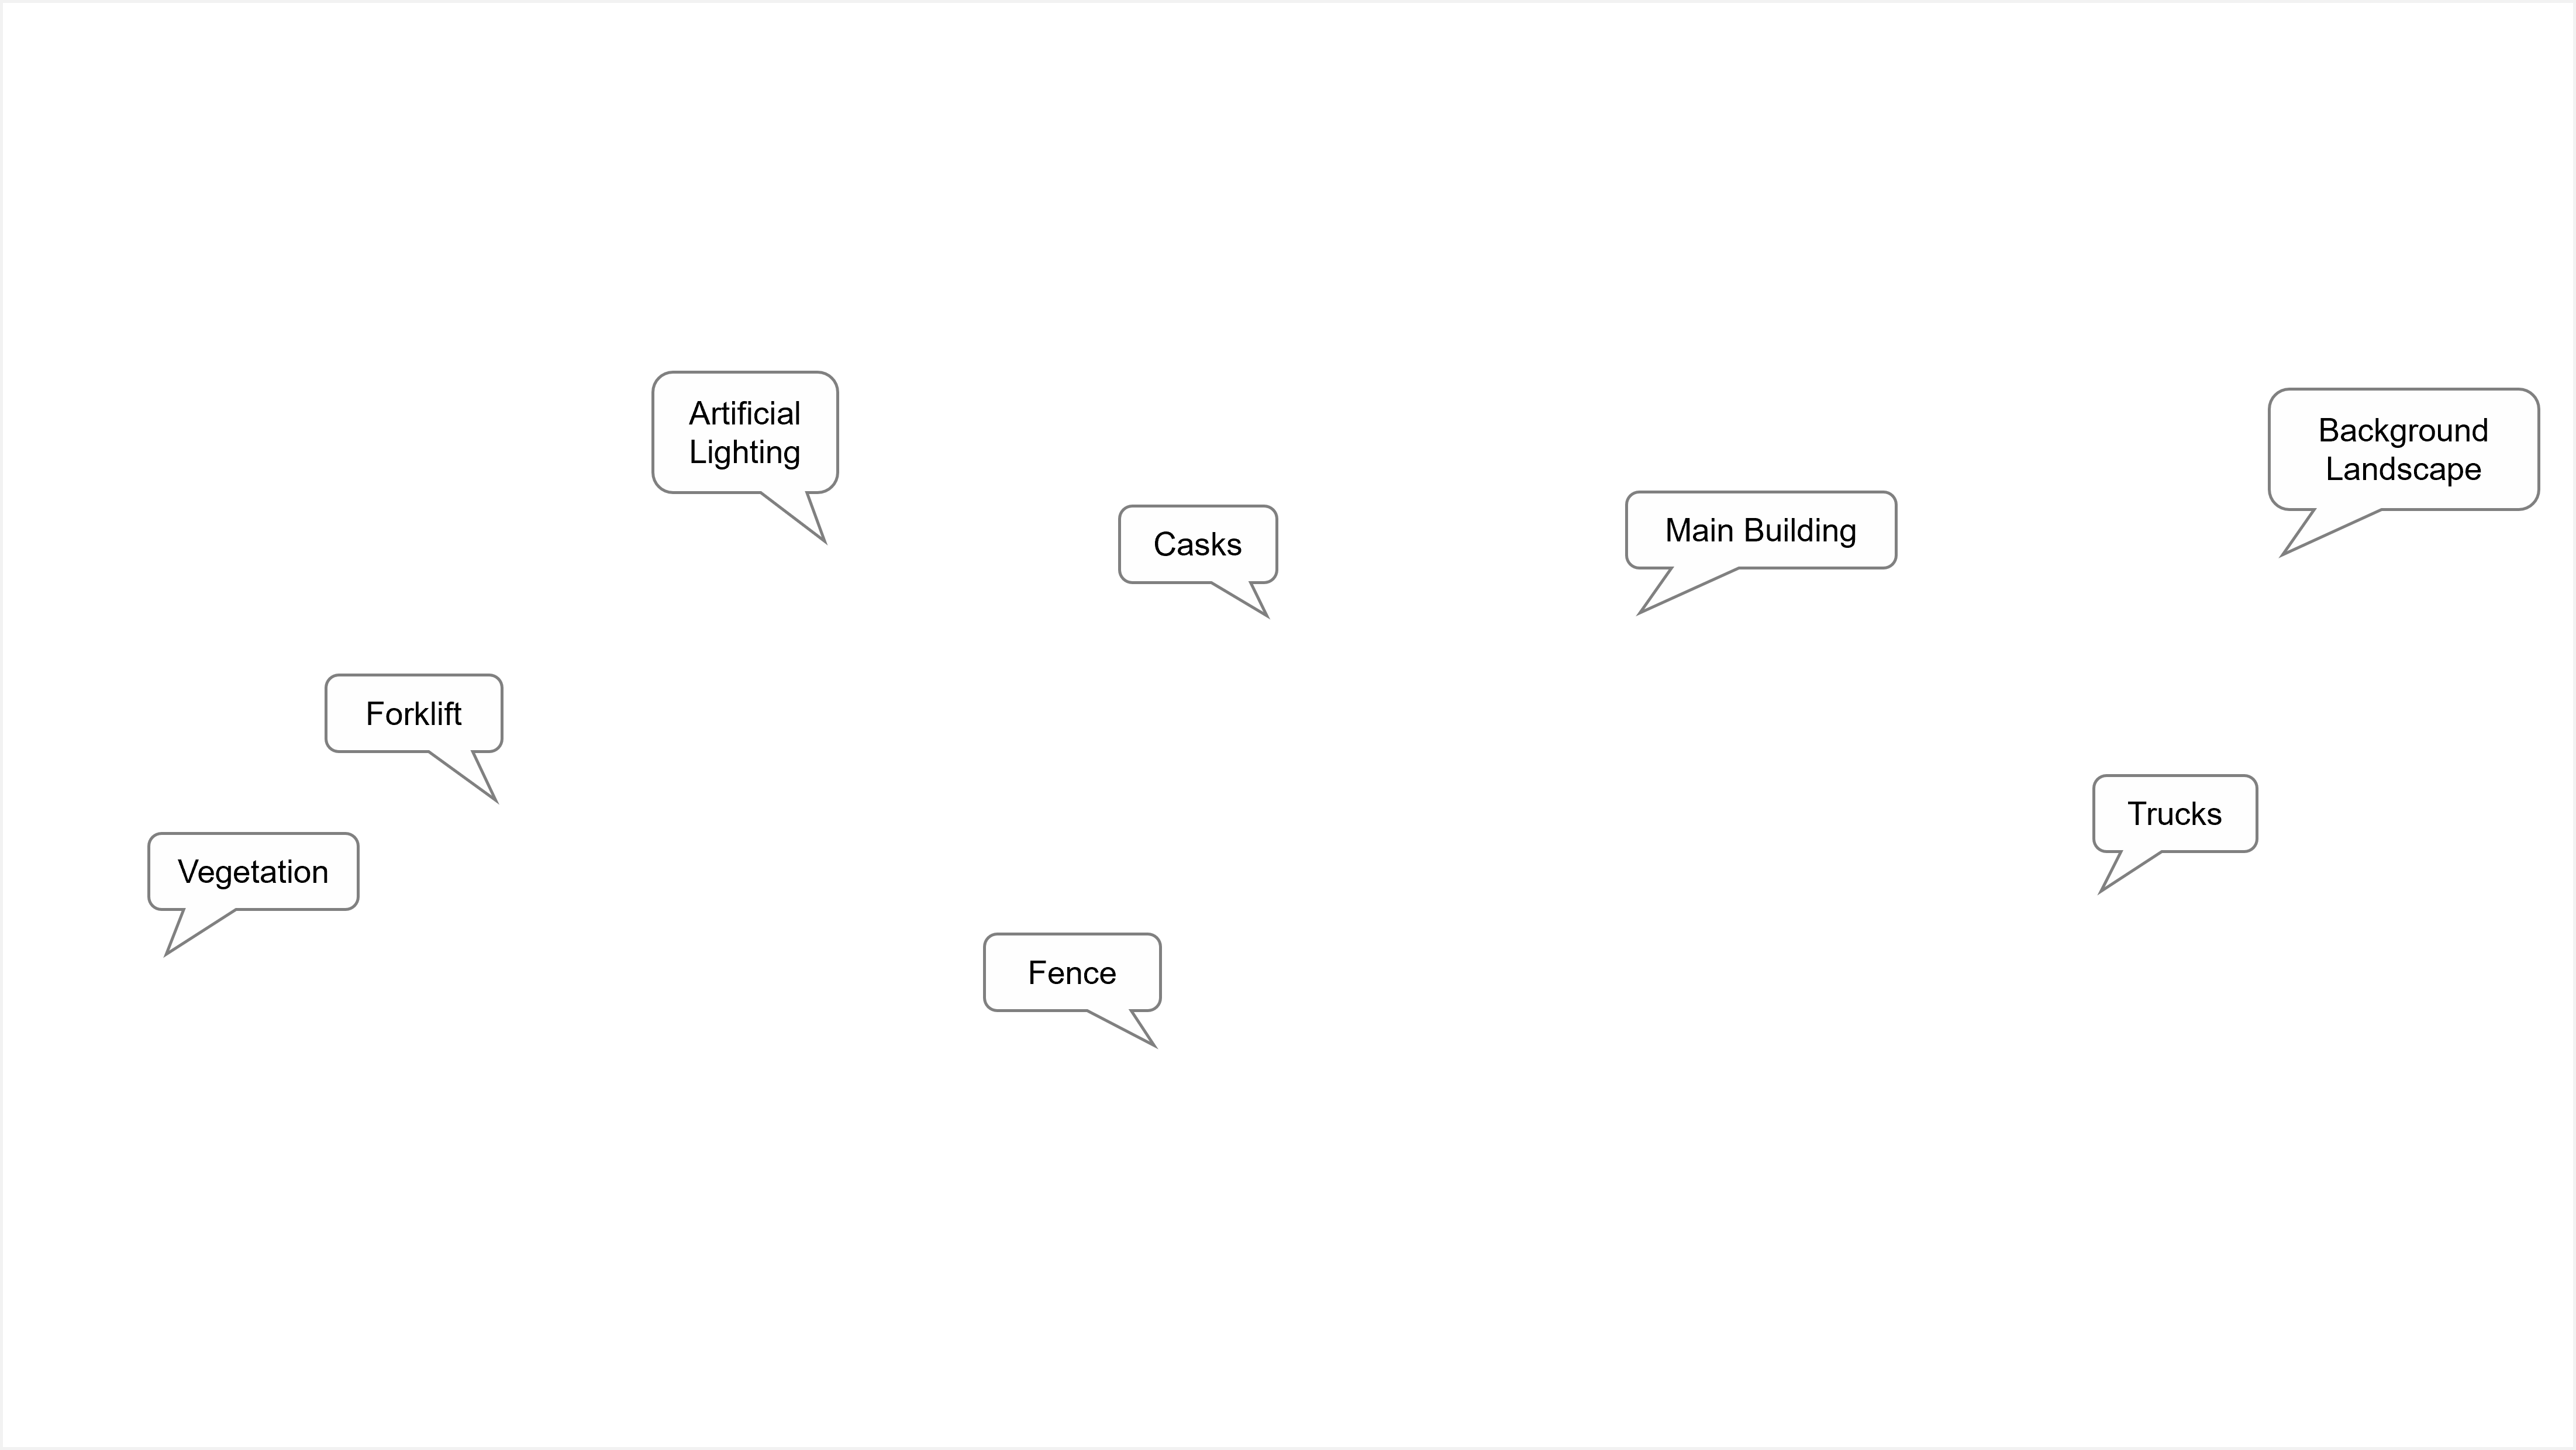 Artificial
Lighting
Background
Landscape
Casks
Main Building
Forklift
Trucks
Vegetation
Fence